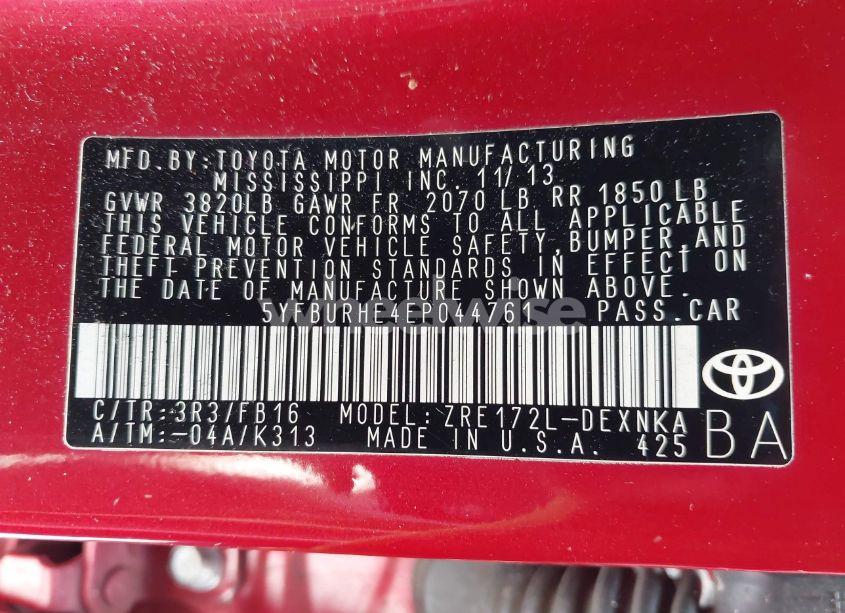 MFD.BY:TOYOTA MOTOR MANUFACTURING
MISSISSIPPI INC. 11/13
GVWR 3820LB GAWR FR 2070 LB RR 1850LB
THIS VEHICLE CONFORMS TO ALL APPLICABLE
FEDERAL MOTOR VEHICLE SAFETY,BUMPER,AND
THEFT PREVENTION STANDARDS IN EFFECT ON
THE DATE OF MANUFACTURE SHOWN ABOVE.
5YFBURHE4EP044761 PASS.CAR
wheelwise
C/TR:3R3/FB16 MODEL:ZRE172L-DEXNKA
A/TM:-04A/K313 MADE IN U.S.A. 425
BA